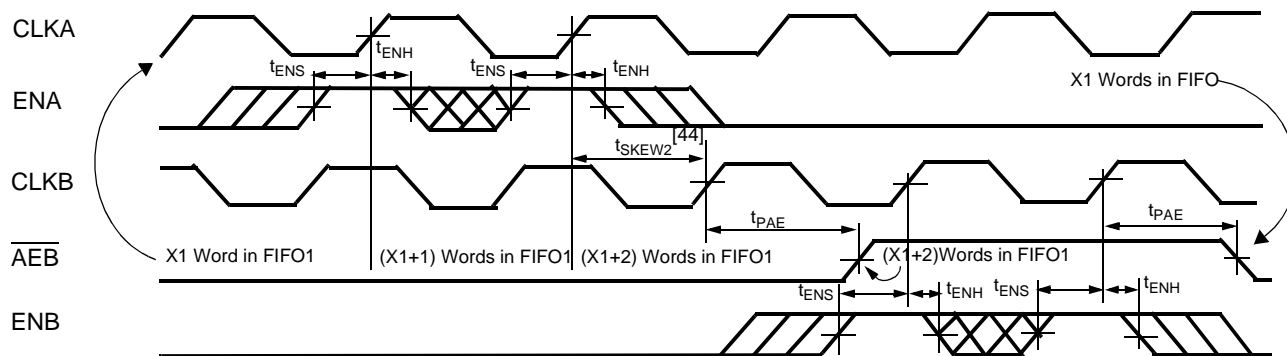 CLKA
tENH
tENS
tENS
tENH
X1 Words in FIFO
ENA
[44]
tSKEW2
CLKB
tPAE
tPAE
AEB
X1 Word in FIFO1
(X1+1) Words in FIFO1
(X1+2) Words in FIFO1
(X1+2)Words in FIFO1
tENS
tENH
tENS
tENH
ENB